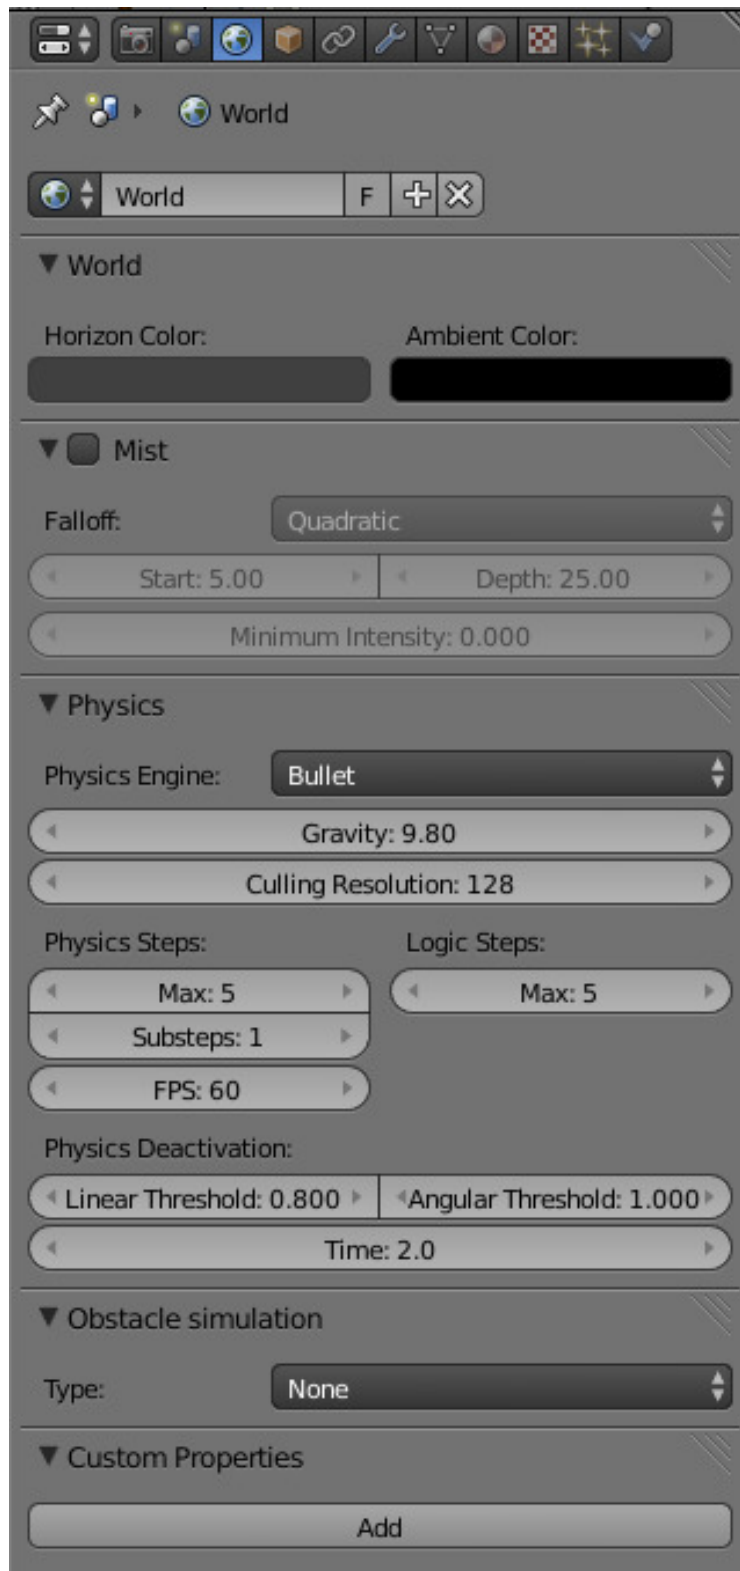 World
World F
World
Horizon Color: Ambient Color:
Mist
Falloff: Quadratic
Start: 5.00 Depth: 25.00
Minimum Intensity: 0.000
Physics
Physics Engine: Bullet
Gravity: 9.80
Culling Resolution: 128
Physics Steps: Logic Steps:
Max: 5 Max: 5
Substeps: 1
FPS: 60
Physics Deactivation:
Linear Threshold: 0.800 Angular Threshold: 1.000
Time: 2.0
Obstacle simulation
Type: None
Custom Properties
Add